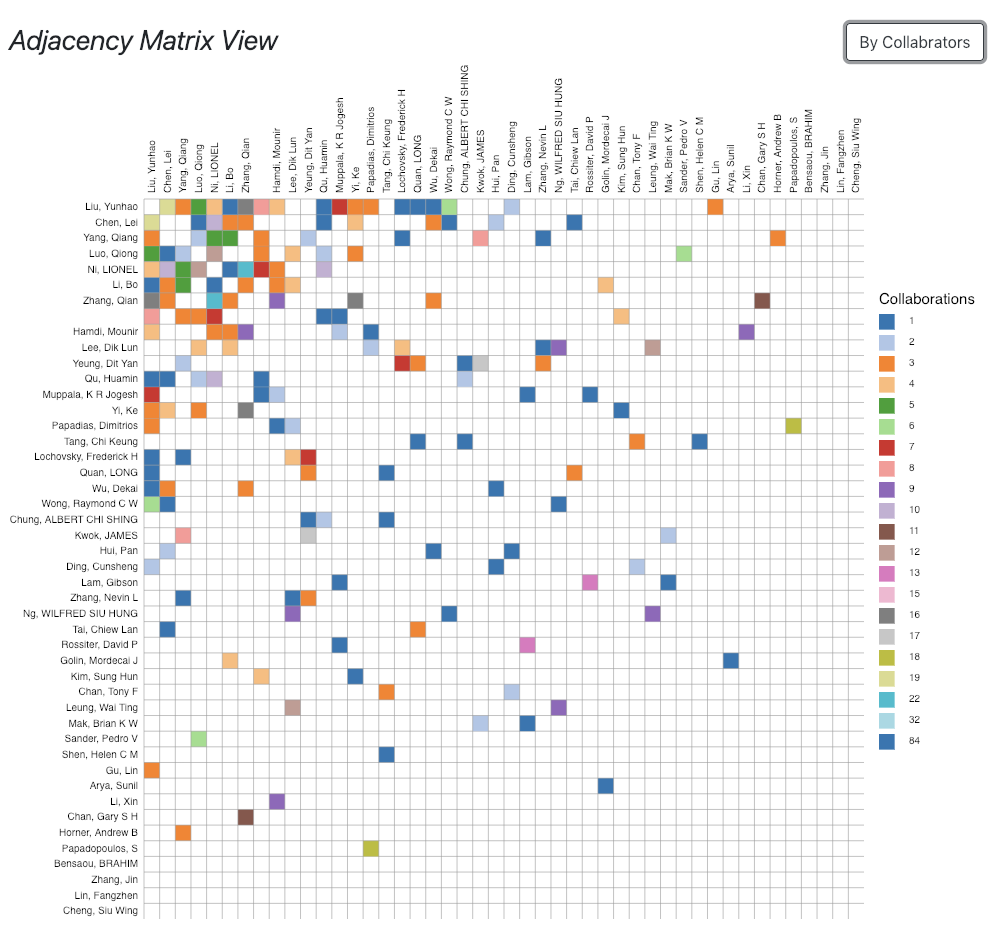 Adjacency Matrix View
By Collabrators
Liu, Yunhao
Chen, Lei
Yang, Qiang
Luo, Qiong
Ni, LIONEL
Li, Bo
Zhang, Qian
Hamdi, Mounir
Lee, Dik Lun
Yeung, Dit Yan
Qu, Huamin
Muppala, K R Jogesh
Yi, Ke
Papadias, Dimitrios
Tang, Chi Keung
Lochovsky, Frederick H
Quan, LONG
Wu, Dekai
Wong, Raymond C W
Chung, ALBERT CHI SHING
Kwok, JAMES
Hui, Pan
Ding, Cunsheng
Lam, Gibson
Zhang, Nevin L
Ng, WILFRED SIU HUNG
Tai, Chiew Lan
Rossiter, David P
Golin, Mordecai J
Kim, Sung Hun
Chan, Tony F
Leung, Wai Ting
Mak, Brian K W
Sander, Pedro V
Shen, Helen C M
Gu, Lin
Arya, Sunil
Li, Xin
Chan, Gary S H
Horner, Andrew B
Papadopoulos, S
Bensaou, BRAHIM
Zhang, Jin
Lin, Fangzhen
Cheng, Siu Wing
Liu, Yunhao
Chen, Lei
Yang, Qiang
Luo, Qiong
Ni, LIONEL
Li, Bo
Zhang, Qian
Hamdi, Mounir
Lee, Dik Lun
Yeung, Dit Yan
Qu, Huamin
Muppala, K R Jogesh
Yi, Ke
Papadias, Dimitrios
Tang, Chi Keung
Lochovsky, Frederick H
Quan, LONG
Wu, Dekai
Wong, Raymond C W
Chung, ALBERT CHI SHING
Kwok, JAMES
Hui, Pan
Ding, Cunsheng
Lam, Gibson
Zhang, Nevin L
Ng, WILFRED SIU HUNG
Tai, Chiew Lan
Rossiter, David P
Golin, Mordecai J
Kim, Sung Hun
Chan, Tony F
Leung, Wai Ting
Mak, Brian K W
Sander, Pedro V
Shen, Helen C M
Gu, Lin
Arya, Sunil
Li, Xin
Chan, Gary S H
Horner, Andrew B
Papadopoulos, S
Bensaou, BRAHIM
Zhang, Jin
Lin, Fangzhen
Cheng, Siu Wing
Collaborations
1
2
3
4
5
6
7
8
9
10
11
12
13
15
16
17
18
19
22
32
84